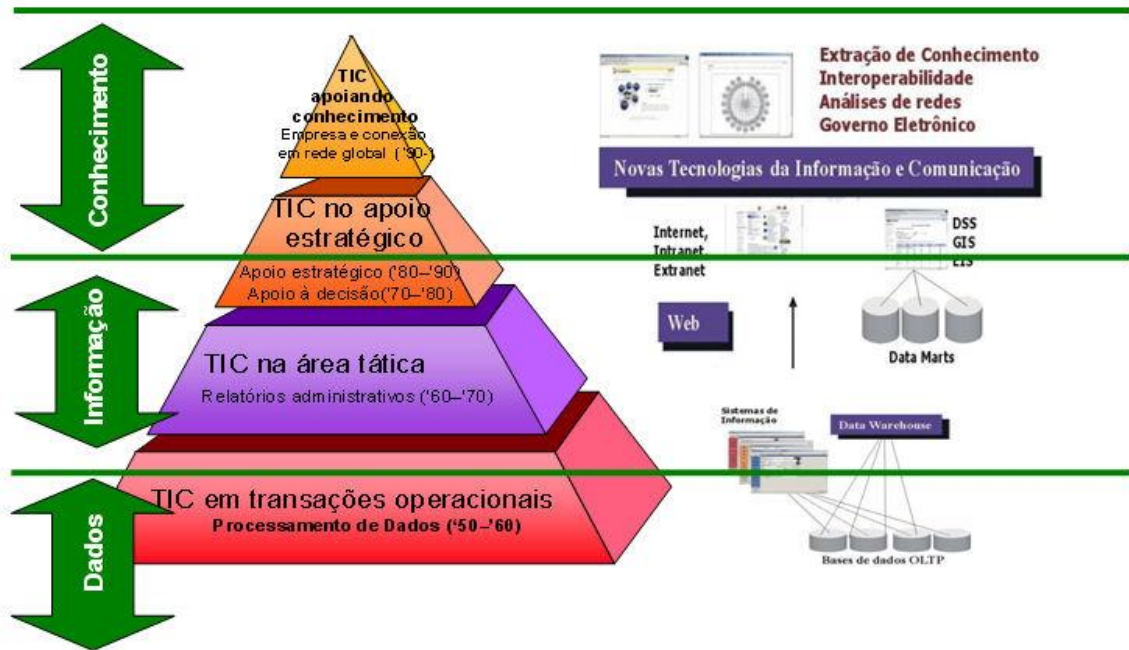 Conhecimento
Informação
Dados
TIC
apoiando
conhecimento
Empresa e conexão
em rede global ('90-)
TIC no apoio
estratégico
Apoio estratégico ('80–'90)
Apoio à decisão('70–'80)
TIC na área tática
Relatórios administrativos ('60–'70)
TIC em transações operacionais
Processamento de Dados ('50–'60)
Extração de Conhecimento
Interoperabilidade
Análises de redes
Governo Eletrônico
Novas Tecnologias da Informação e Comunicação
Internet,
Intranet,
Extranet
DSS
GIS
EIS
Web
Data Marts
Sistemas de
Informação
Data Warehouse
Bases de dados OLTP